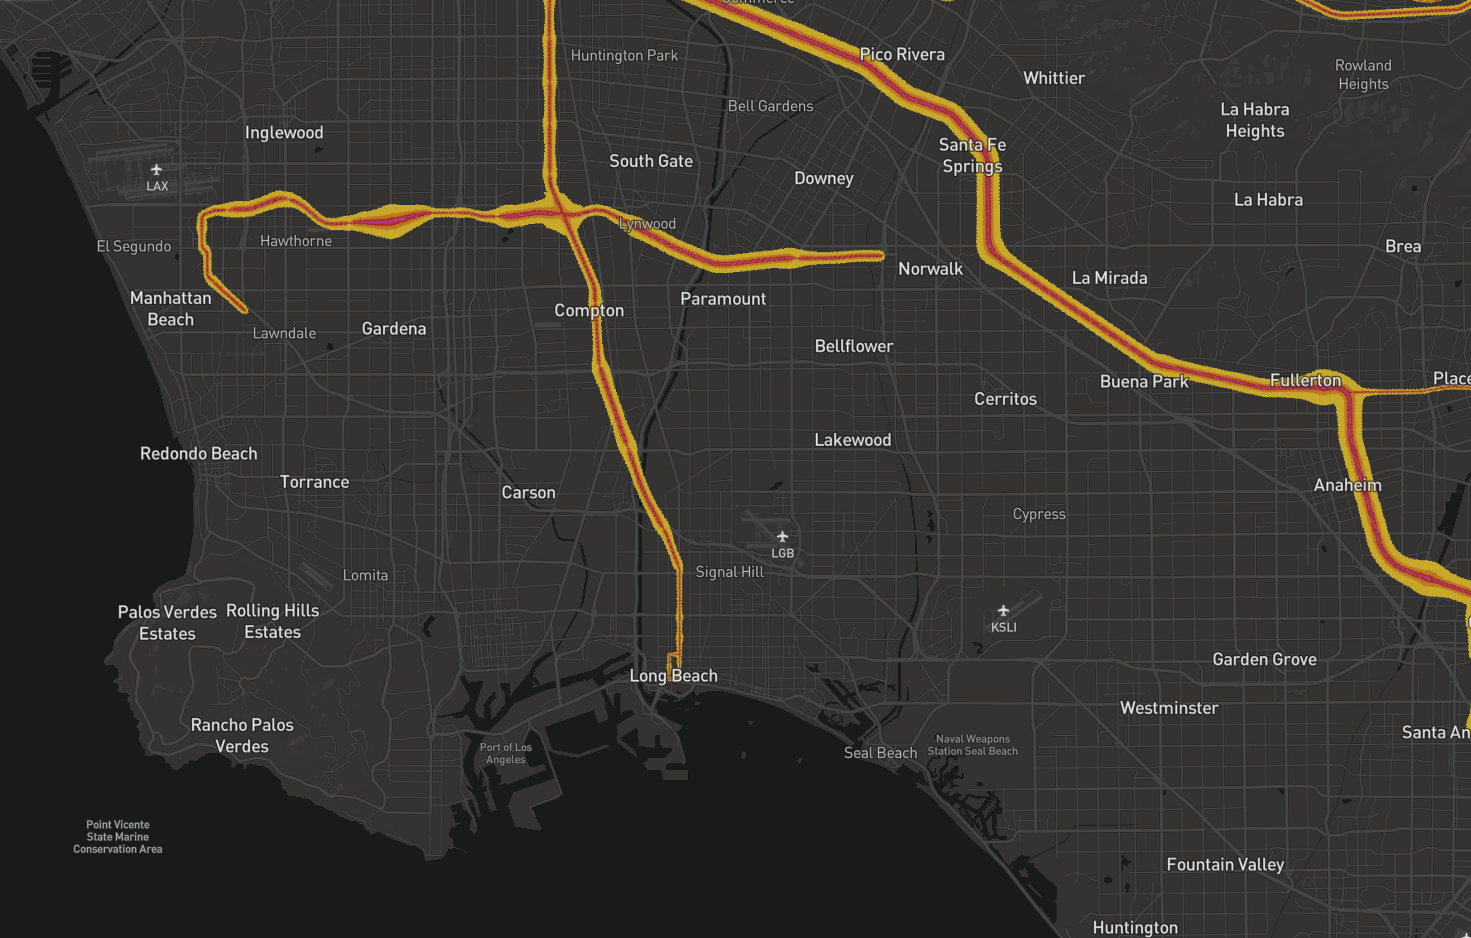 Commerce
Huntington Park
Pico Rivera
Whittier
Rowland
Heights
Bell Gardens
La Habra
Heights
Inglewood
South Gate
Santa Fe
Springs
LAX
Downey
La Habra
Lynwood
El Segundo
Hawthorne
Brea
Norwalk
La Mirada
Manhattan
Beach
Paramount
Compton
Lawndale
Gardena
Bellflower
Buena Park
Fullerton
Place
Cerritos
Lakewood
Redondo Beach
Torrance
Carson
Anaheim
Cypress
LGB
Signal Hill
Lomita
Palos Verdes
Estates
Rolling Hills
Estates
KSLI
Garden Grove
Long Beach
Westminster
Rancho Palos
Verdes
Santa An
Port of Los
Angeles
Seal Beach
Naval Weapons
Station Seal Beach
Point Vicente
State Marine
Conservation Area
Fountain Valley
Huntington